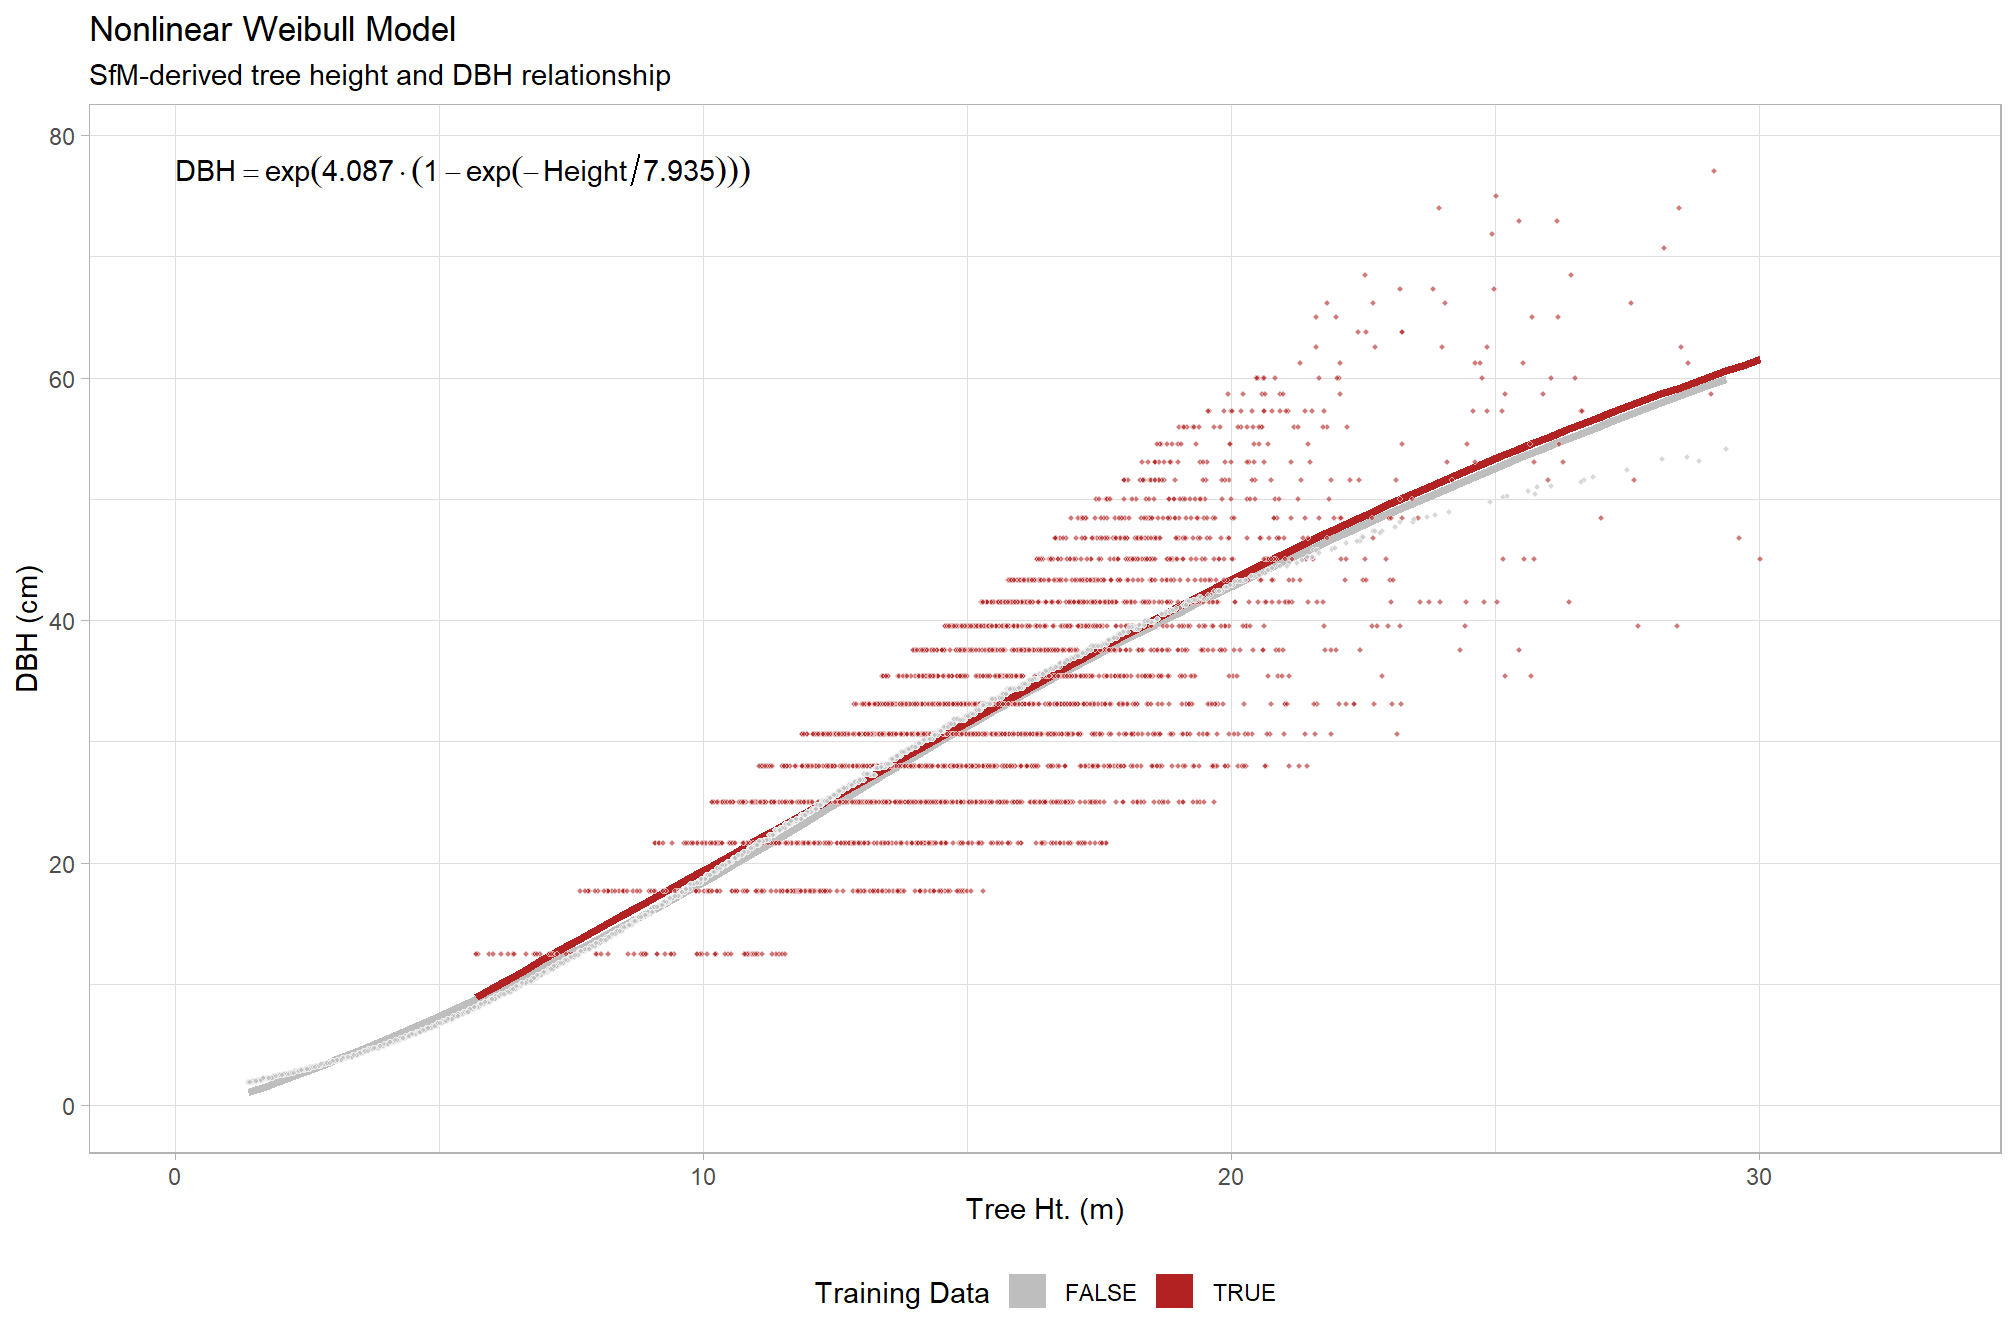 Nonlinear Weibull Model
SfM-derived tree height and DBH relationship
DBH = exp(4.087 · (1 − exp(− Height/7.935)))
80
60
40
20
0
DBH (cm)
0 10 20 30
Tree Ht. (m)
Training Data FALSE TRUE